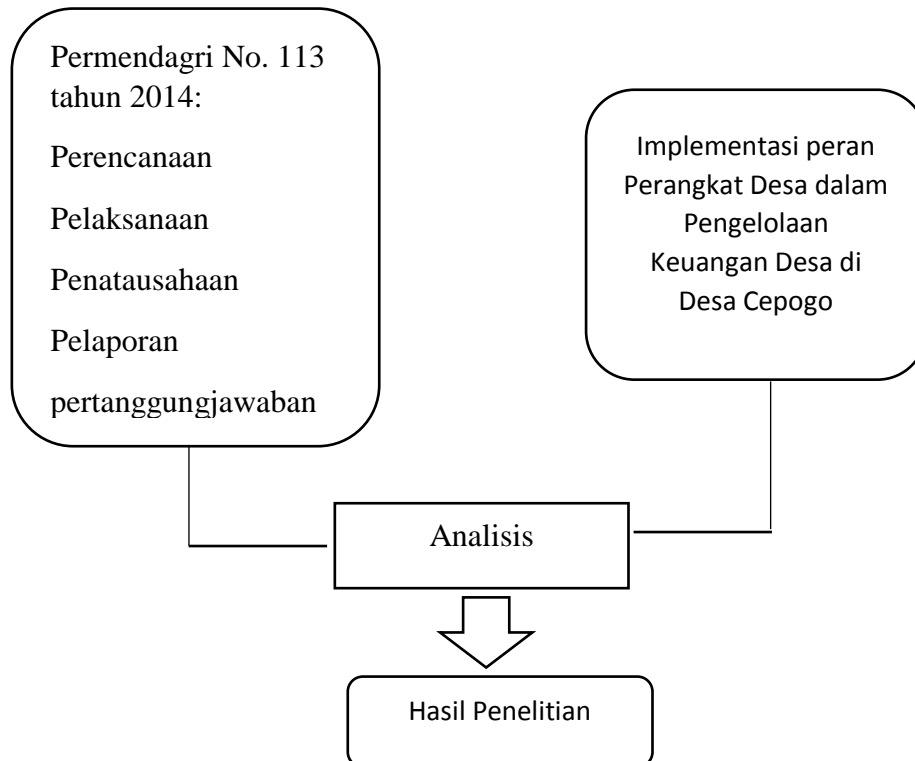 Permendagri No. 113
tahun 2014:
Perencanaan
Pelaksanaan
Penatausahaan
Pelaporan
pertanggungjawaban
Implementasi peran
Perangkat Desa dalam
Pengelolaan
Keuangan Desa di
Desa Cepogo
Analisis
Hasil Penelitian